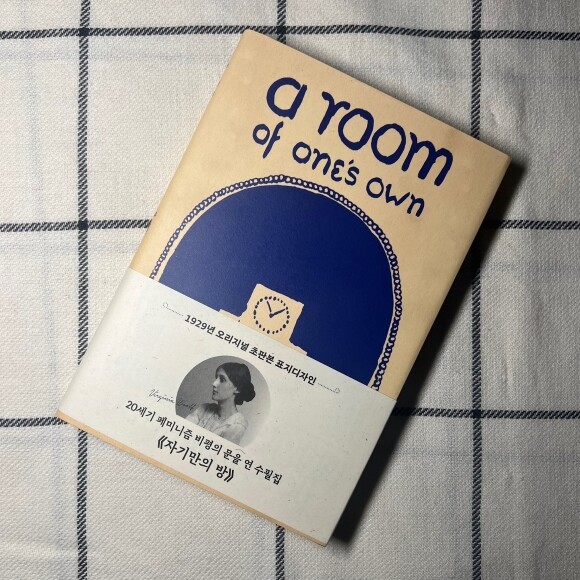 a room
of one's own
1929년 오리지널 초판본 표지디자인
Virginia
20세기 페미니즘 비평의 문을 연 수필집
《자기만의 방》